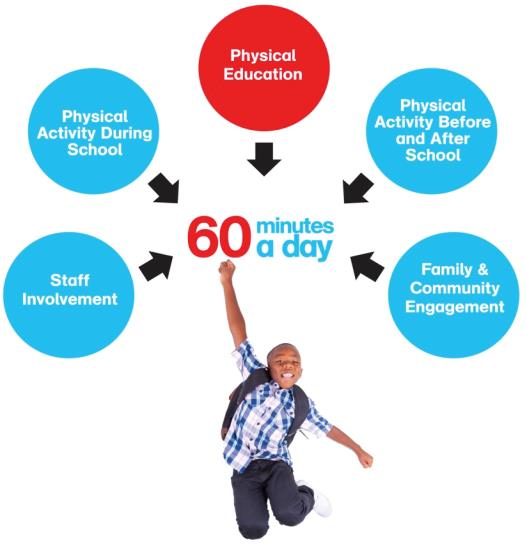 Physical
Education
Physical
Activity During
School
Physical
Activity Before
and After
School
60 minutes
a day
Staff
Involvement
Family &
Community
Engagement